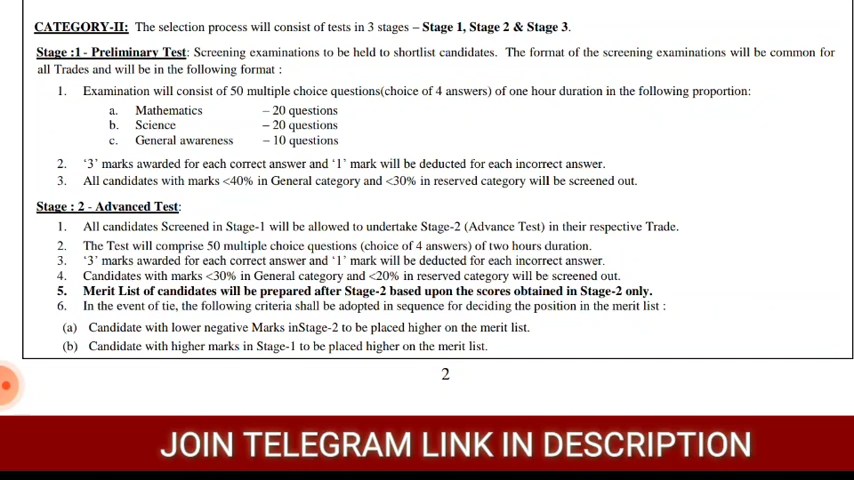 CATEGORY-II: The selection process will consist of tests in 3 stages – Stage 1, Stage 2 & Stage 3.
Stage :1 - Preliminary Test: Screening examinations to be held to shortlist candidates. The format of the screening examinations will be common for
all Trades and will be in the following format :
1. Examination will consist of 50 multiple choice questions(choice of 4 answers) of one hour duration in the following proportion:
a. Mathematics – 20 questions
b. Science – 20 questions
c. General awareness – 10 questions
2. ‘3’ marks awarded for each correct answer and ‘1’ mark will be deducted for each incorrect answer.
3. All candidates with marks <40% in General category and <30% in reserved category will be screened out.
Stage : 2 - Advanced Test:
1. All candidates Screened in Stage-1 will be allowed to undertake Stage-2 (Advance Test) in their respective Trade.
2. The Test will comprise 50 multiple choice questions (choice of 4 answers) of two hours duration.
3. ‘3’ marks awarded for each correct answer and ‘1’ mark will be deducted for each incorrect answer.
4. Candidates with marks <30% in General category and <20% in reserved category will be screened out.
5. Merit List of candidates will be prepared after Stage-2 based upon the scores obtained in Stage-2 only.
6. In the event of tie, the following criteria shall be adopted in sequence for deciding the position in the merit list :
(a) Candidate with lower negative Marks inStage-2 to be placed higher on the merit list.
(b) Candidate with higher marks in Stage-1 to be placed higher on the merit list.
2
JOIN TELEGRAM LINK IN DESCRIPTION